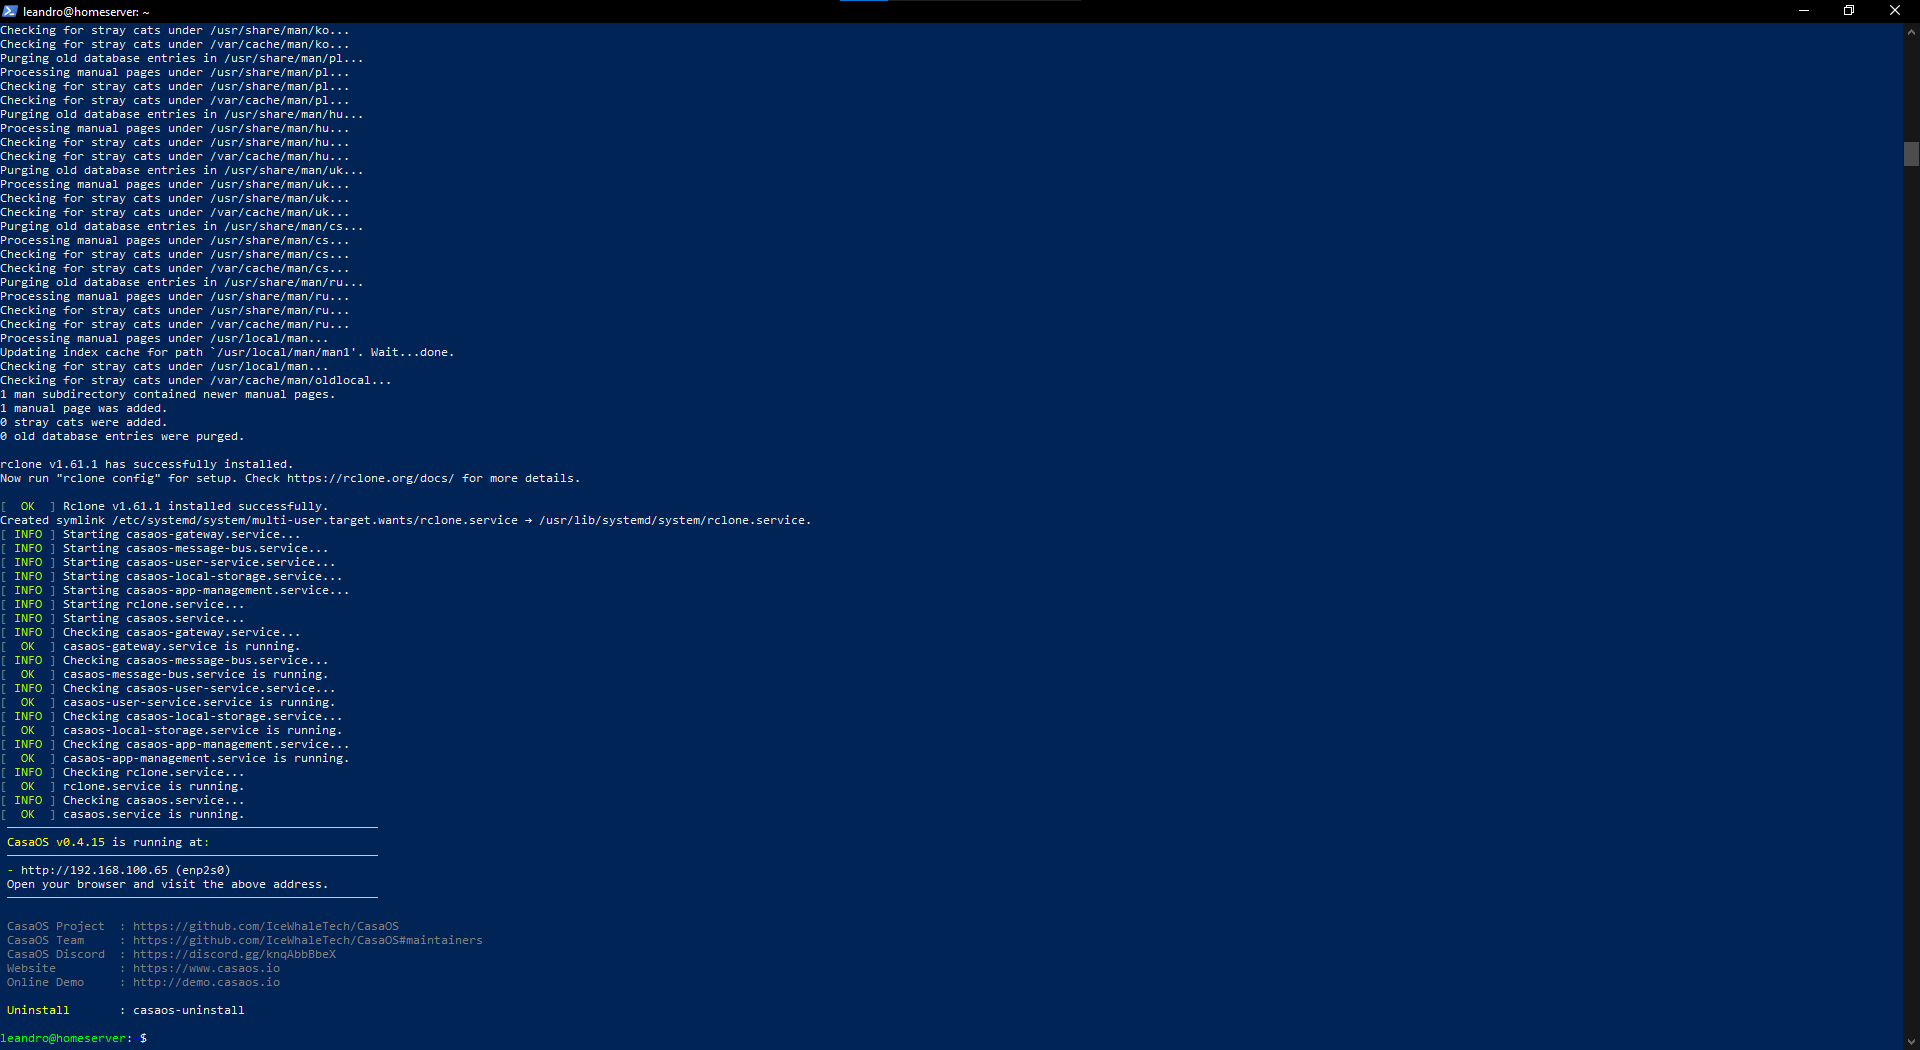 leandro@homeserver: ~
Checking for stray cats under /usr/share/man/ko...
Checking for stray cats under /var/cache/man/ko...
Purging old database entries in /usr/share/man/pl...
Processing manual pages under /usr/share/man/pl...
Checking for stray cats under /usr/share/man/pl...
Checking for stray cats under /var/cache/man/pl...
Purging old database entries in /usr/share/man/hu...
Processing manual pages under /usr/share/man/hu...
Checking for stray cats under /usr/share/man/hu...
Checking for stray cats under /var/cache/man/hu...
Purging old database entries in /usr/share/man/uk...
Processing manual pages under /usr/share/man/uk...
Checking for stray cats under /usr/share/man/uk...
Checking for stray cats under /var/cache/man/uk...
Purging old database entries in /usr/share/man/cs...
Processing manual pages under /usr/share/man/cs...
Checking for stray cats under /usr/share/man/cs...
Checking for stray cats under /var/cache/man/cs...
Purging old database entries in /usr/share/man/ru...
Processing manual pages under /usr/share/man/ru...
Checking for stray cats under /usr/share/man/ru...
Checking for stray cats under /var/cache/man/ru...
Processing manual pages under /usr/local/man...
Updating index cache for path `/usr/local/man/man1'. Wait...done.
Checking for stray cats under /usr/local/man...
Checking for stray cats under /var/cache/man/oldlocal...
1 man subdirectory contained newer manual pages.
1 manual page was added.
0 stray cats were added.
0 old database entries were purged.
rclone v1.61.1 has successfully installed.
Now run "rclone config" for setup. Check https://rclone.org/docs/ for more details.
[  OK  ] Rclone v1.61.1 installed successfully.
Created symlink /etc/systemd/system/multi-user.target.wants/rclone.service → /usr/lib/systemd/system/rclone.service.
[ INFO ] Starting casaos-gateway.service...
[ INFO ] Starting casaos-message-bus.service...
[ INFO ] Starting casaos-user-service.service...
[ INFO ] Starting casaos-local-storage.service...
[ INFO ] Starting casaos-app-management.service...
[ INFO ] Starting rclone.service...
[ INFO ] Starting casaos.service...
[ INFO ] Checking casaos-gateway.service...
[  OK  ] casaos-gateway.service is running.
[ INFO ] Checking casaos-message-bus.service...
[  OK  ] casaos-message-bus.service is running.
[ INFO ] Checking casaos-user-service.service...
[  OK  ] casaos-user-service.service is running.
[ INFO ] Checking casaos-local-storage.service...
[  OK  ] casaos-local-storage.service is running.
[ INFO ] Checking casaos-app-management.service...
[  OK  ] casaos-app-management.service is running.
[ INFO ] Checking rclone.service...
[  OK  ] rclone.service is running.
[ INFO ] Checking casaos.service...
[  OK  ] casaos.service is running.
CasaOS v0.4.15 is running at:
- http://192.168.100.65 (enp2s0)
Open your browser and visit the above address.
CasaOS Project  : https://github.com/IceWhaleTech/CasaOS
CasaOS Team     : https://github.com/IceWhaleTech/CasaOS#maintainers
CasaOS Discord  : https://discord.gg/knqAbbBbeX
Website         : https://www.casaos.io
Online Demo     : http://demo.casaos.io
Uninstall       : casaos-uninstall
leandro@homeserver: $